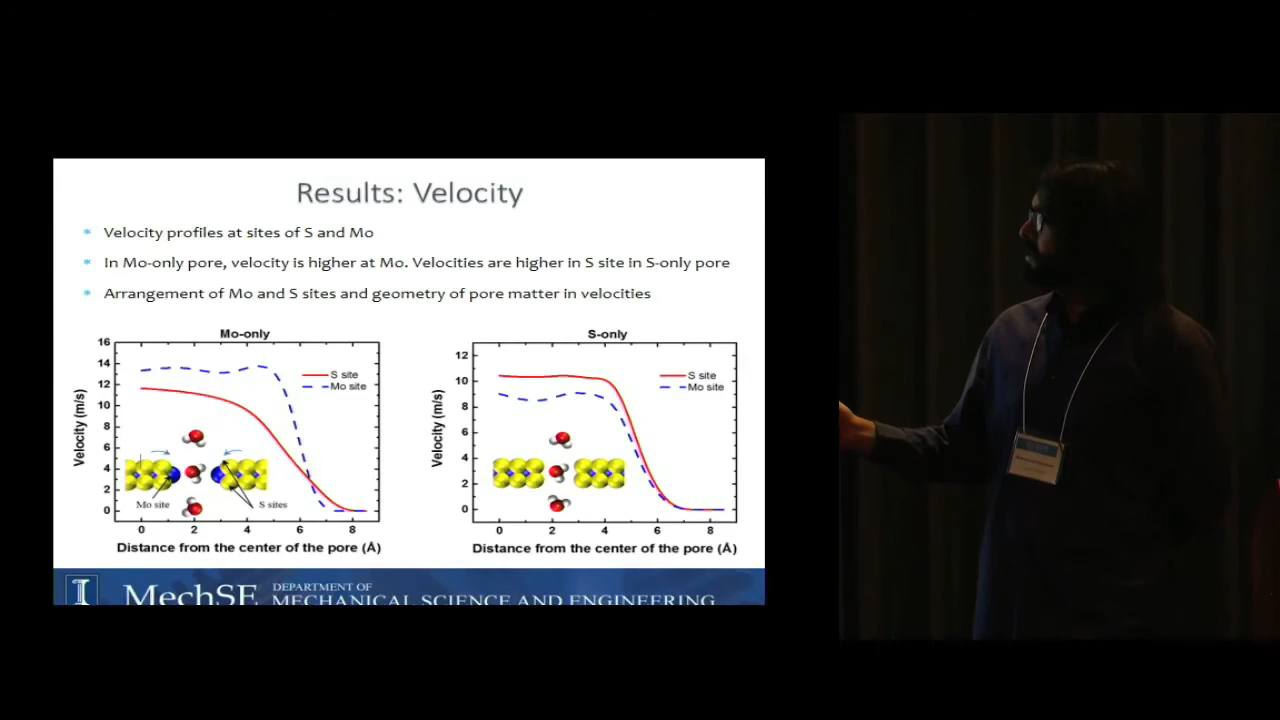 Results: Velocity
* Velocity profiles at sites of S and Mo
* In Mo-only pore, velocity is higher at Mo. Velocities are higher in S site in S-only pore
* Arrangement of Mo and S sites and geometry of pore matter in velocities
Mo-only
16
14
12
10
8
6
4
2
0
Velocity (m/s)
S site
Mo site
Mo site
S sites
0 2 4 6 8
Distance from the center of the pore (Å)
S-only
12
10
8
6
4
2
0
Velocity (m/s)
S site
Mo site
0 2 4 6 8
Distance from the center of the pore (Å)
I
MechSE
DEPARTMENT OF
MECHANICAL SCIENCE AND ENGINEERING